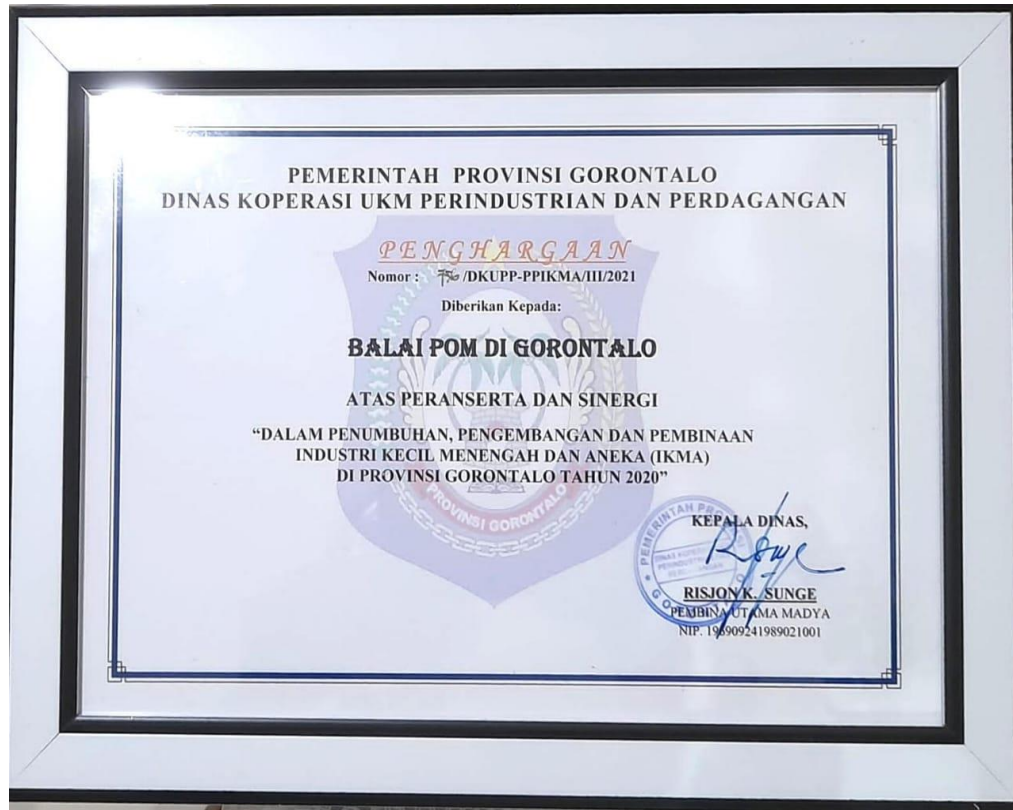 PEMERINTAH PROVINSI GORONTALO
DINAS KOPERASI UKM PERINDUSTRIAN DAN PERDAGANGAN
PENGHARGAAN
Nomor : /DKUPP-PPIKMA/III/2021
Diberikan Kepada:
BALAI POM DI GORONTALO
ATAS PERANSERTA DAN SINERGI
“DALAM PENUMBUHAN, PENGEMBANGAN DAN PEMBINAAN
INDUSTRI KECIL MENENGAH DAN ANEKA (IKMA)
DI PROVINSI GORONTALO TAHUN 2020”
PROVINSI GORONTALO
KEPALA DINAS,
RISJON K. SUNGE
PEMBINA UTAMA MADYA
NIP. 196909241989021001